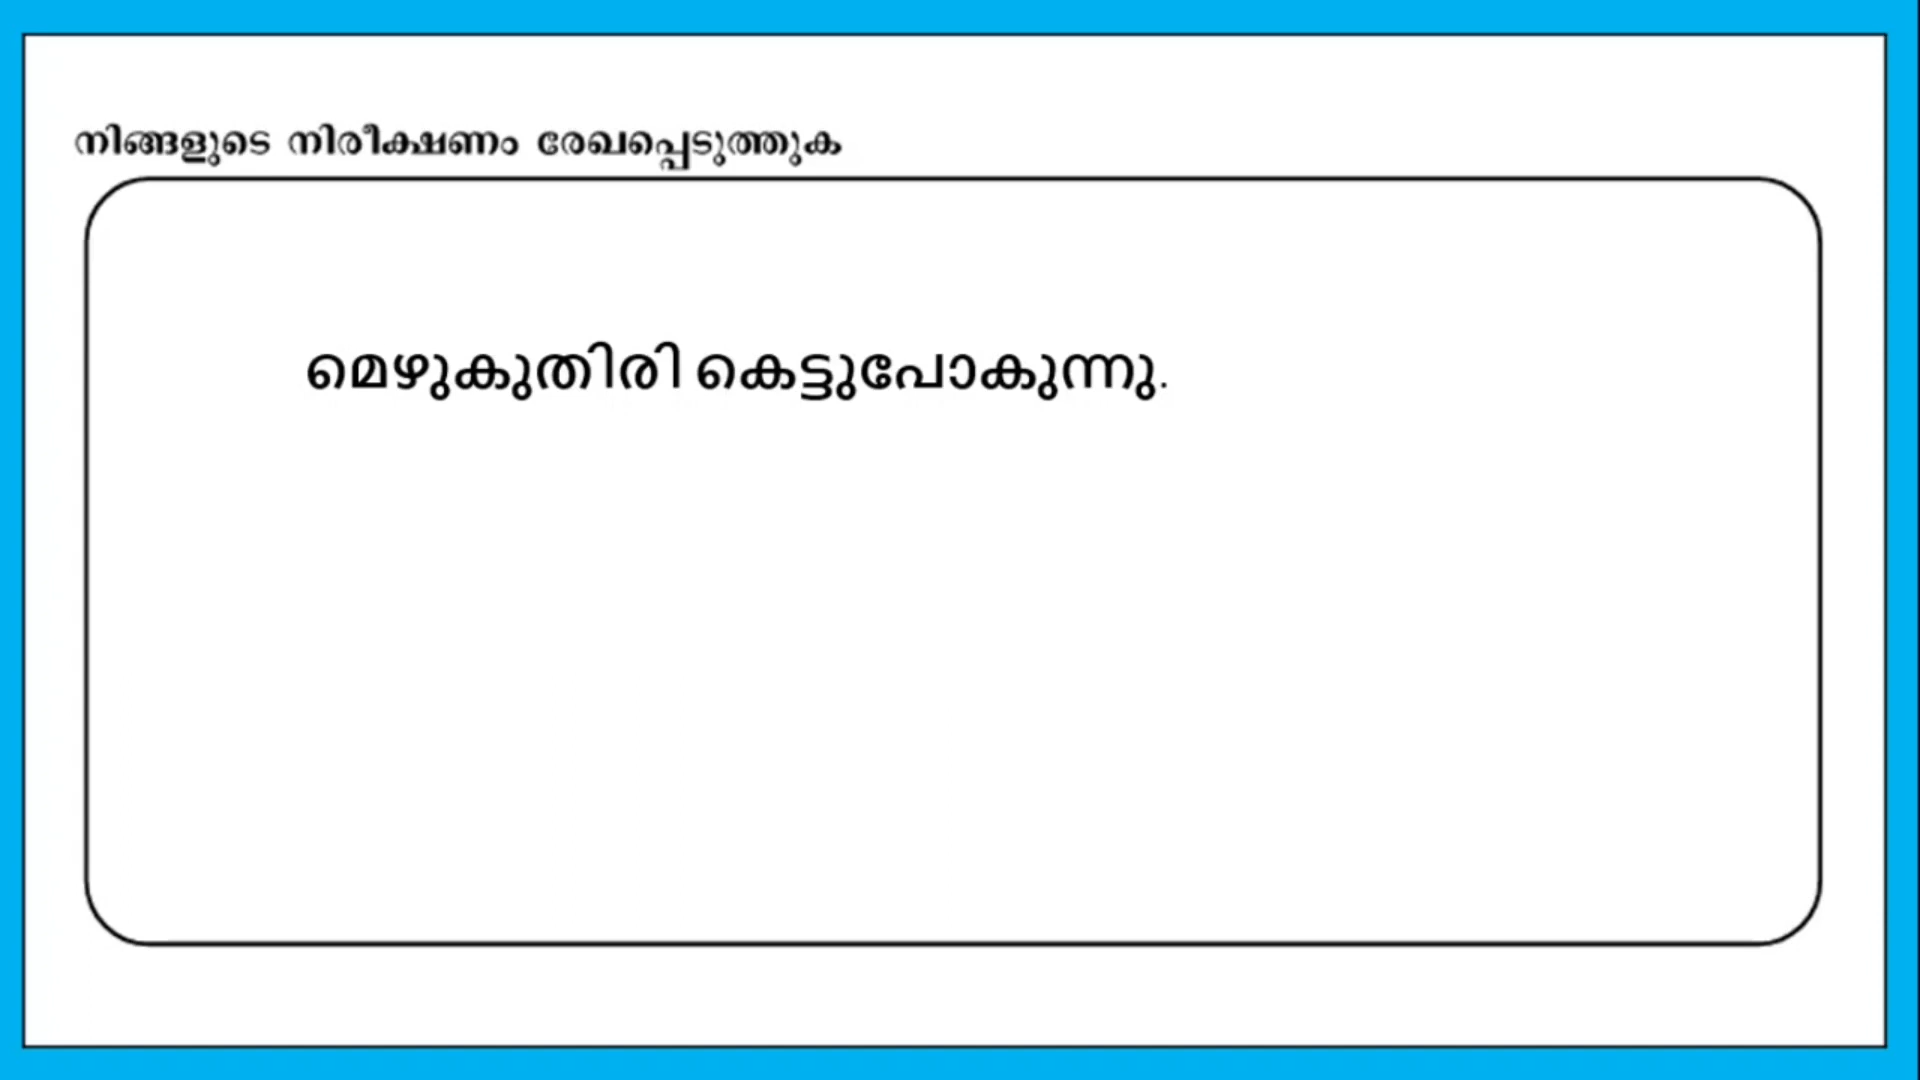 നിങ്ങളുടെ നിരീക്ഷണം രേഖപ്പെടുത്തുക
മെഴുകുതിരി കെട്ടുപോകുന്നു.